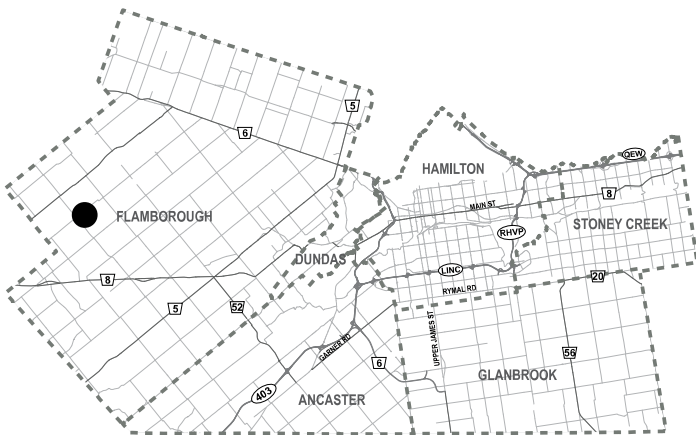 5
6
HAMILTON
QEW
8
MAIN ST
FLAMBOROUGH
STONEY CREEK
RHVP
DUNDAS
LINC
8
20
RYMAL RD
5
52
UPPER JAMES ST
GARNER RD
56
6
GLANBROOK
403
ANCASTER